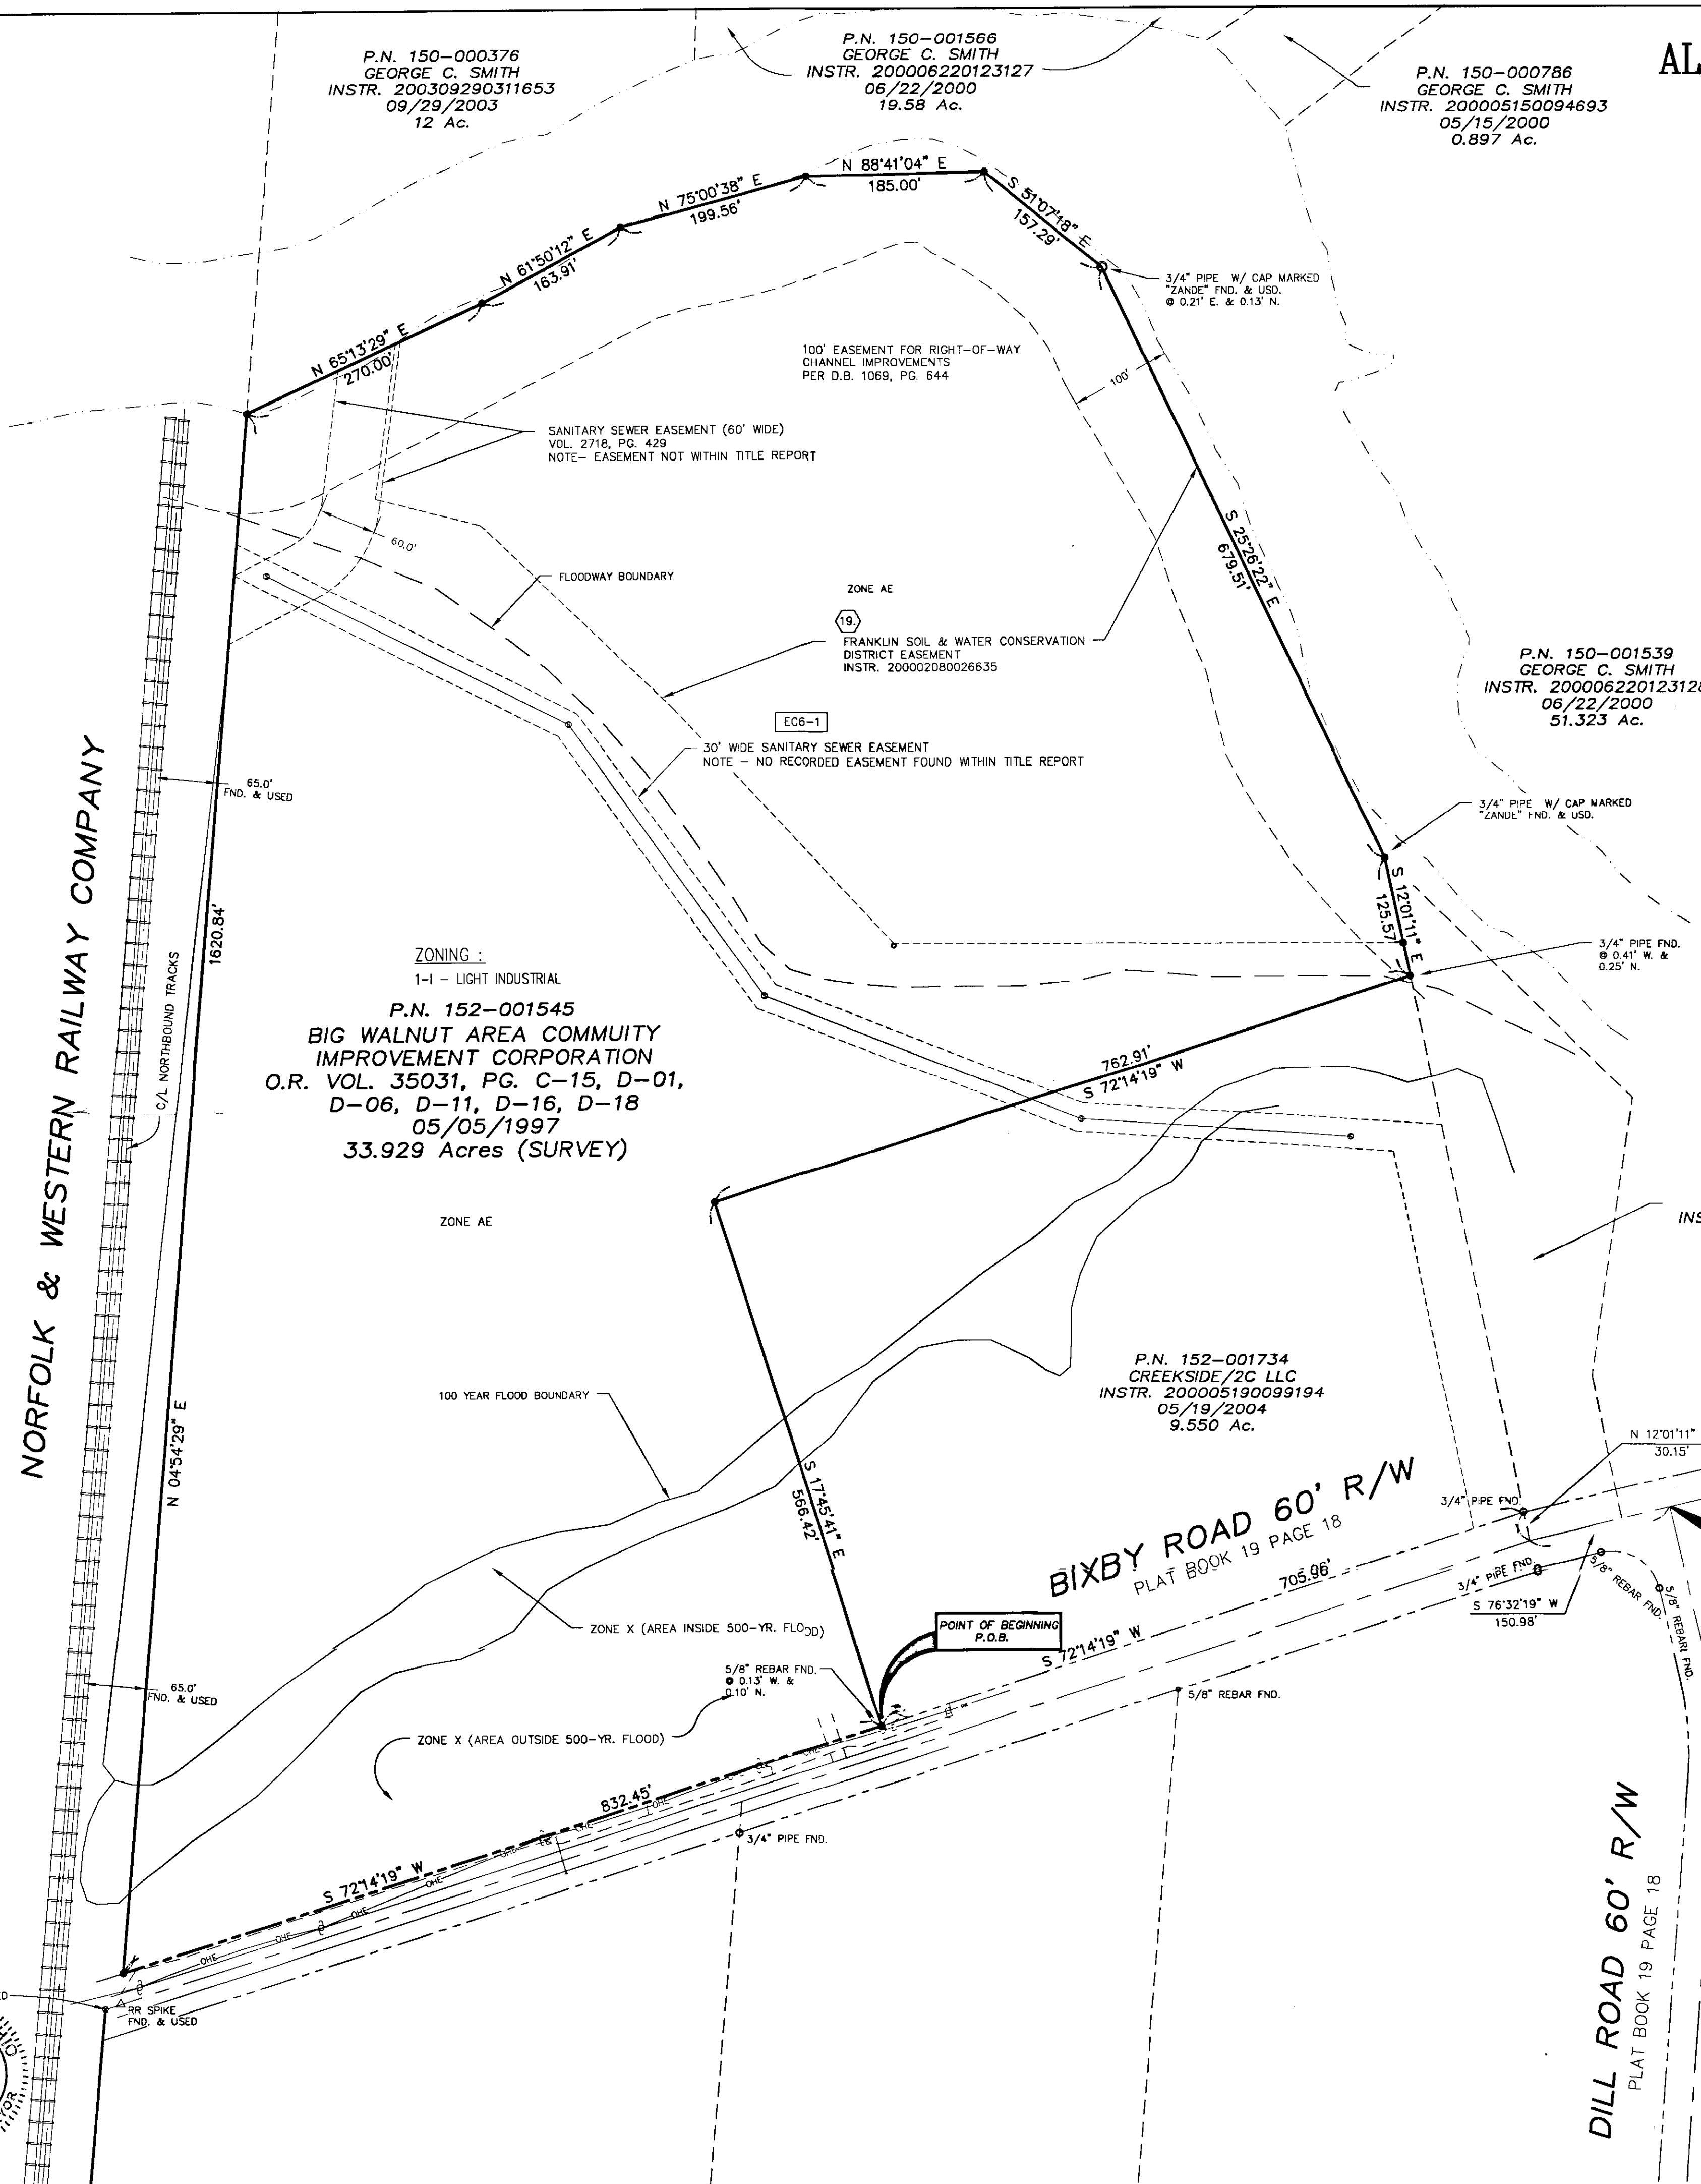 AL
P.N. 150-000376
GEORGE C. SMITH
INSTR. 200309290311653
09/29/2003
12 Ac.
P.N. 150-001566
GEORGE C. SMITH
INSTR. 200006220123127
06/22/2000
19.58 Ac.
P.N. 150-000786
GEORGE C. SMITH
INSTR. 200005150094693
05/15/2000
0.897 Ac.
N 65°13'29" E
270.00'
N 61°50'12" E
163.91'
N 75°00'38" E
199.56'
N 88°41'04" E
185.00'
S 51°07'18" E
157.29'
3/4" PIPE W/ CAP MARKED
"ZANDE" FND. & USD.
@ 0.21' E. & 0.13' N.
100' EASEMENT FOR RIGHT-OF-WAY
CHANNEL IMPROVEMENTS
PER D.B. 1069, PG. 644
100'
SANITARY SEWER EASEMENT (60' WIDE)
VOL. 2718, PG. 429
NOTE- EASEMENT NOT WITHIN TITLE REPORT
60.0'
FLOODWAY BOUNDARY
ZONE AE
19.
FRANKLIN SOIL & WATER CONSERVATION
DISTRICT EASEMENT
INSTR. 200002080026635
S 25°26'22" E
679.51'
P.N. 150-001539
GEORGE C. SMITH
INSTR. 200006220123128
06/22/2000
51.323 Ac.
EC6-1
30' WIDE SANITARY SEWER EASEMENT
NOTE - NO RECORDED EASEMENT FOUND WITHIN TITLE REPORT
65.0'
FND. & USED
3/4" PIPE W/ CAP MARKED
"ZANDE" FND. & USD.
S 12°01'11" E
125.57'
3/4" PIPE FND.
@ 0.41' W. &
0.25' N.
NORFOLK & WESTERN RAILWAY COMPANY
C/L NORTHBOUND TRACKS
1620.84'
N 04°54'29" E
ZONING :
1-I - LIGHT INDUSTRIAL
P.N. 152-001545
BIG WALNUT AREA COMMUITY
IMPROVEMENT CORPORATION
O.R. VOL. 35031, PG. C-15, D-01,
D-06, D-11, D-16, D-18
05/05/1997
33.929 Acres (SURVEY)
762.91'
S 72°14'19" W
ZONE AE
INS
P.N. 152-001734
CREEKSIDE/2C LLC
INSTR. 200005190099194
05/19/2004
9.550 Ac.
100 YEAR FLOOD BOUNDARY
S 17°45'41" E
566.42'
N 12°01'11"
30.15'
BIXBY ROAD 60' R/W
PLAT BOOK 19 PAGE 18
3/4" PIPE FND.
705.96'
S 72°14'19" W
3/4" PIPE FND.
5/8" REBAR FND.
5/8" REBAR FND.
S 76°32'19" W
150.98'
ZONE X (AREA INSIDE 500-YR. FLOOD)
POINT OF BEGINNING
P.O.B.
5/8" REBAR FND.
@ 0.13' W. &
0.10' N.
65.0'
FND. & USED
5/8" REBAR FND.
ZONE X (AREA OUTSIDE 500-YR. FLOOD)
832.45'
S 72°14'19" W
OHE
OHE
OHE
OHE
OHE
OHE
OHE
OHE
OHE
3/4" PIPE FND.
RR SPIKE
FND. & USED
DILL ROAD 60' R/W
PLAT BOOK 19 PAGE 18